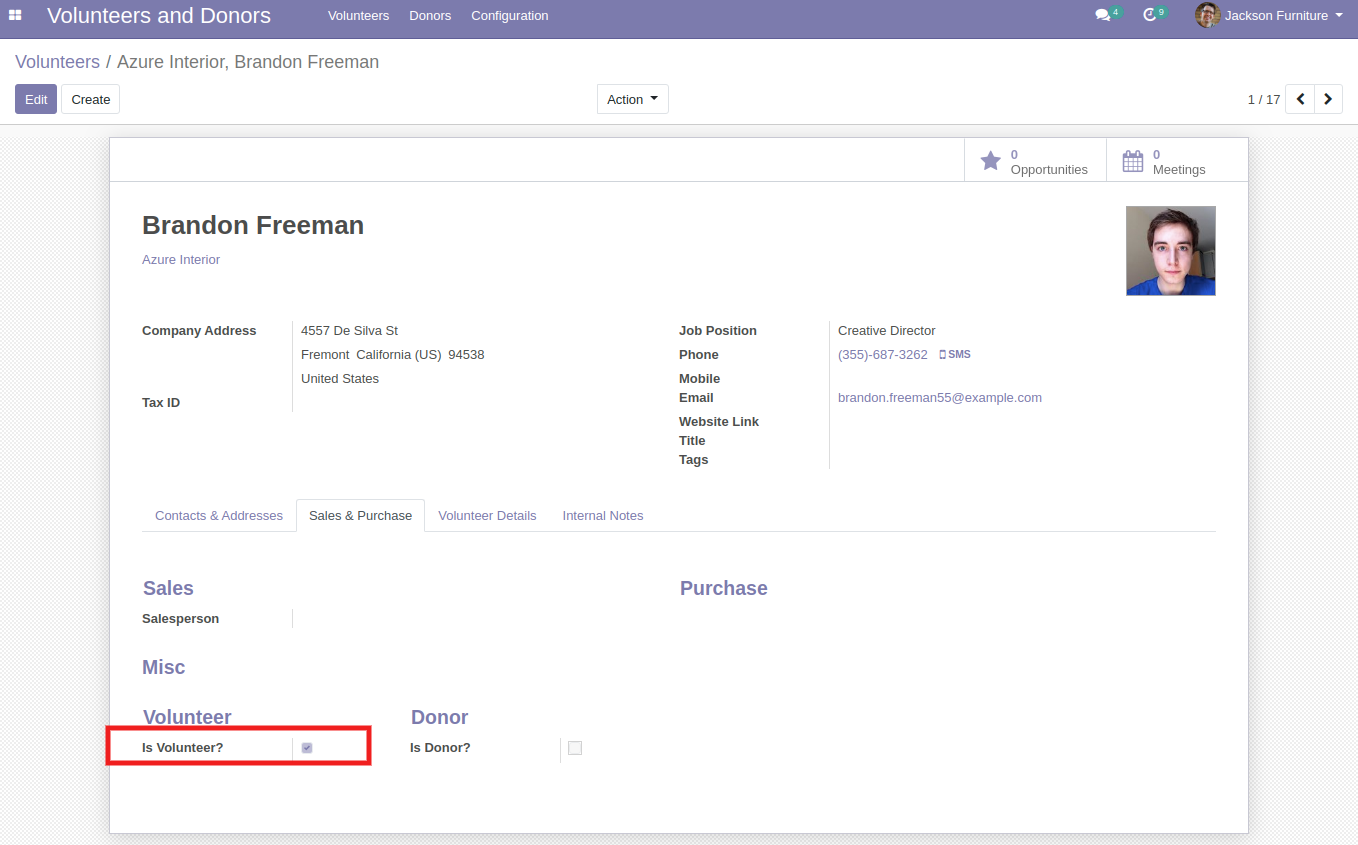 Volunteers and Donors Volunteers Donors Configuration 4 9 Jackson Furniture
Volunteers / Azure Interior, Brandon Freeman
Edit Create Action 1 / 17
0
Opportunities
0
Meetings
Brandon Freeman
Azure Interior
Company Address 4557 De Silva St
Fremont California (US) 94538
United States
Tax ID
Job Position Creative Director
Phone (355)-687-3262 SMS
Mobile
Email brandon.freeman55@example.com
Website Link
Title
Tags
Contacts & Addresses Sales & Purchase Volunteer Details Internal Notes
Sales Purchase
Salesperson
Misc
Volunteer Donor
Is Volunteer? Is Donor?